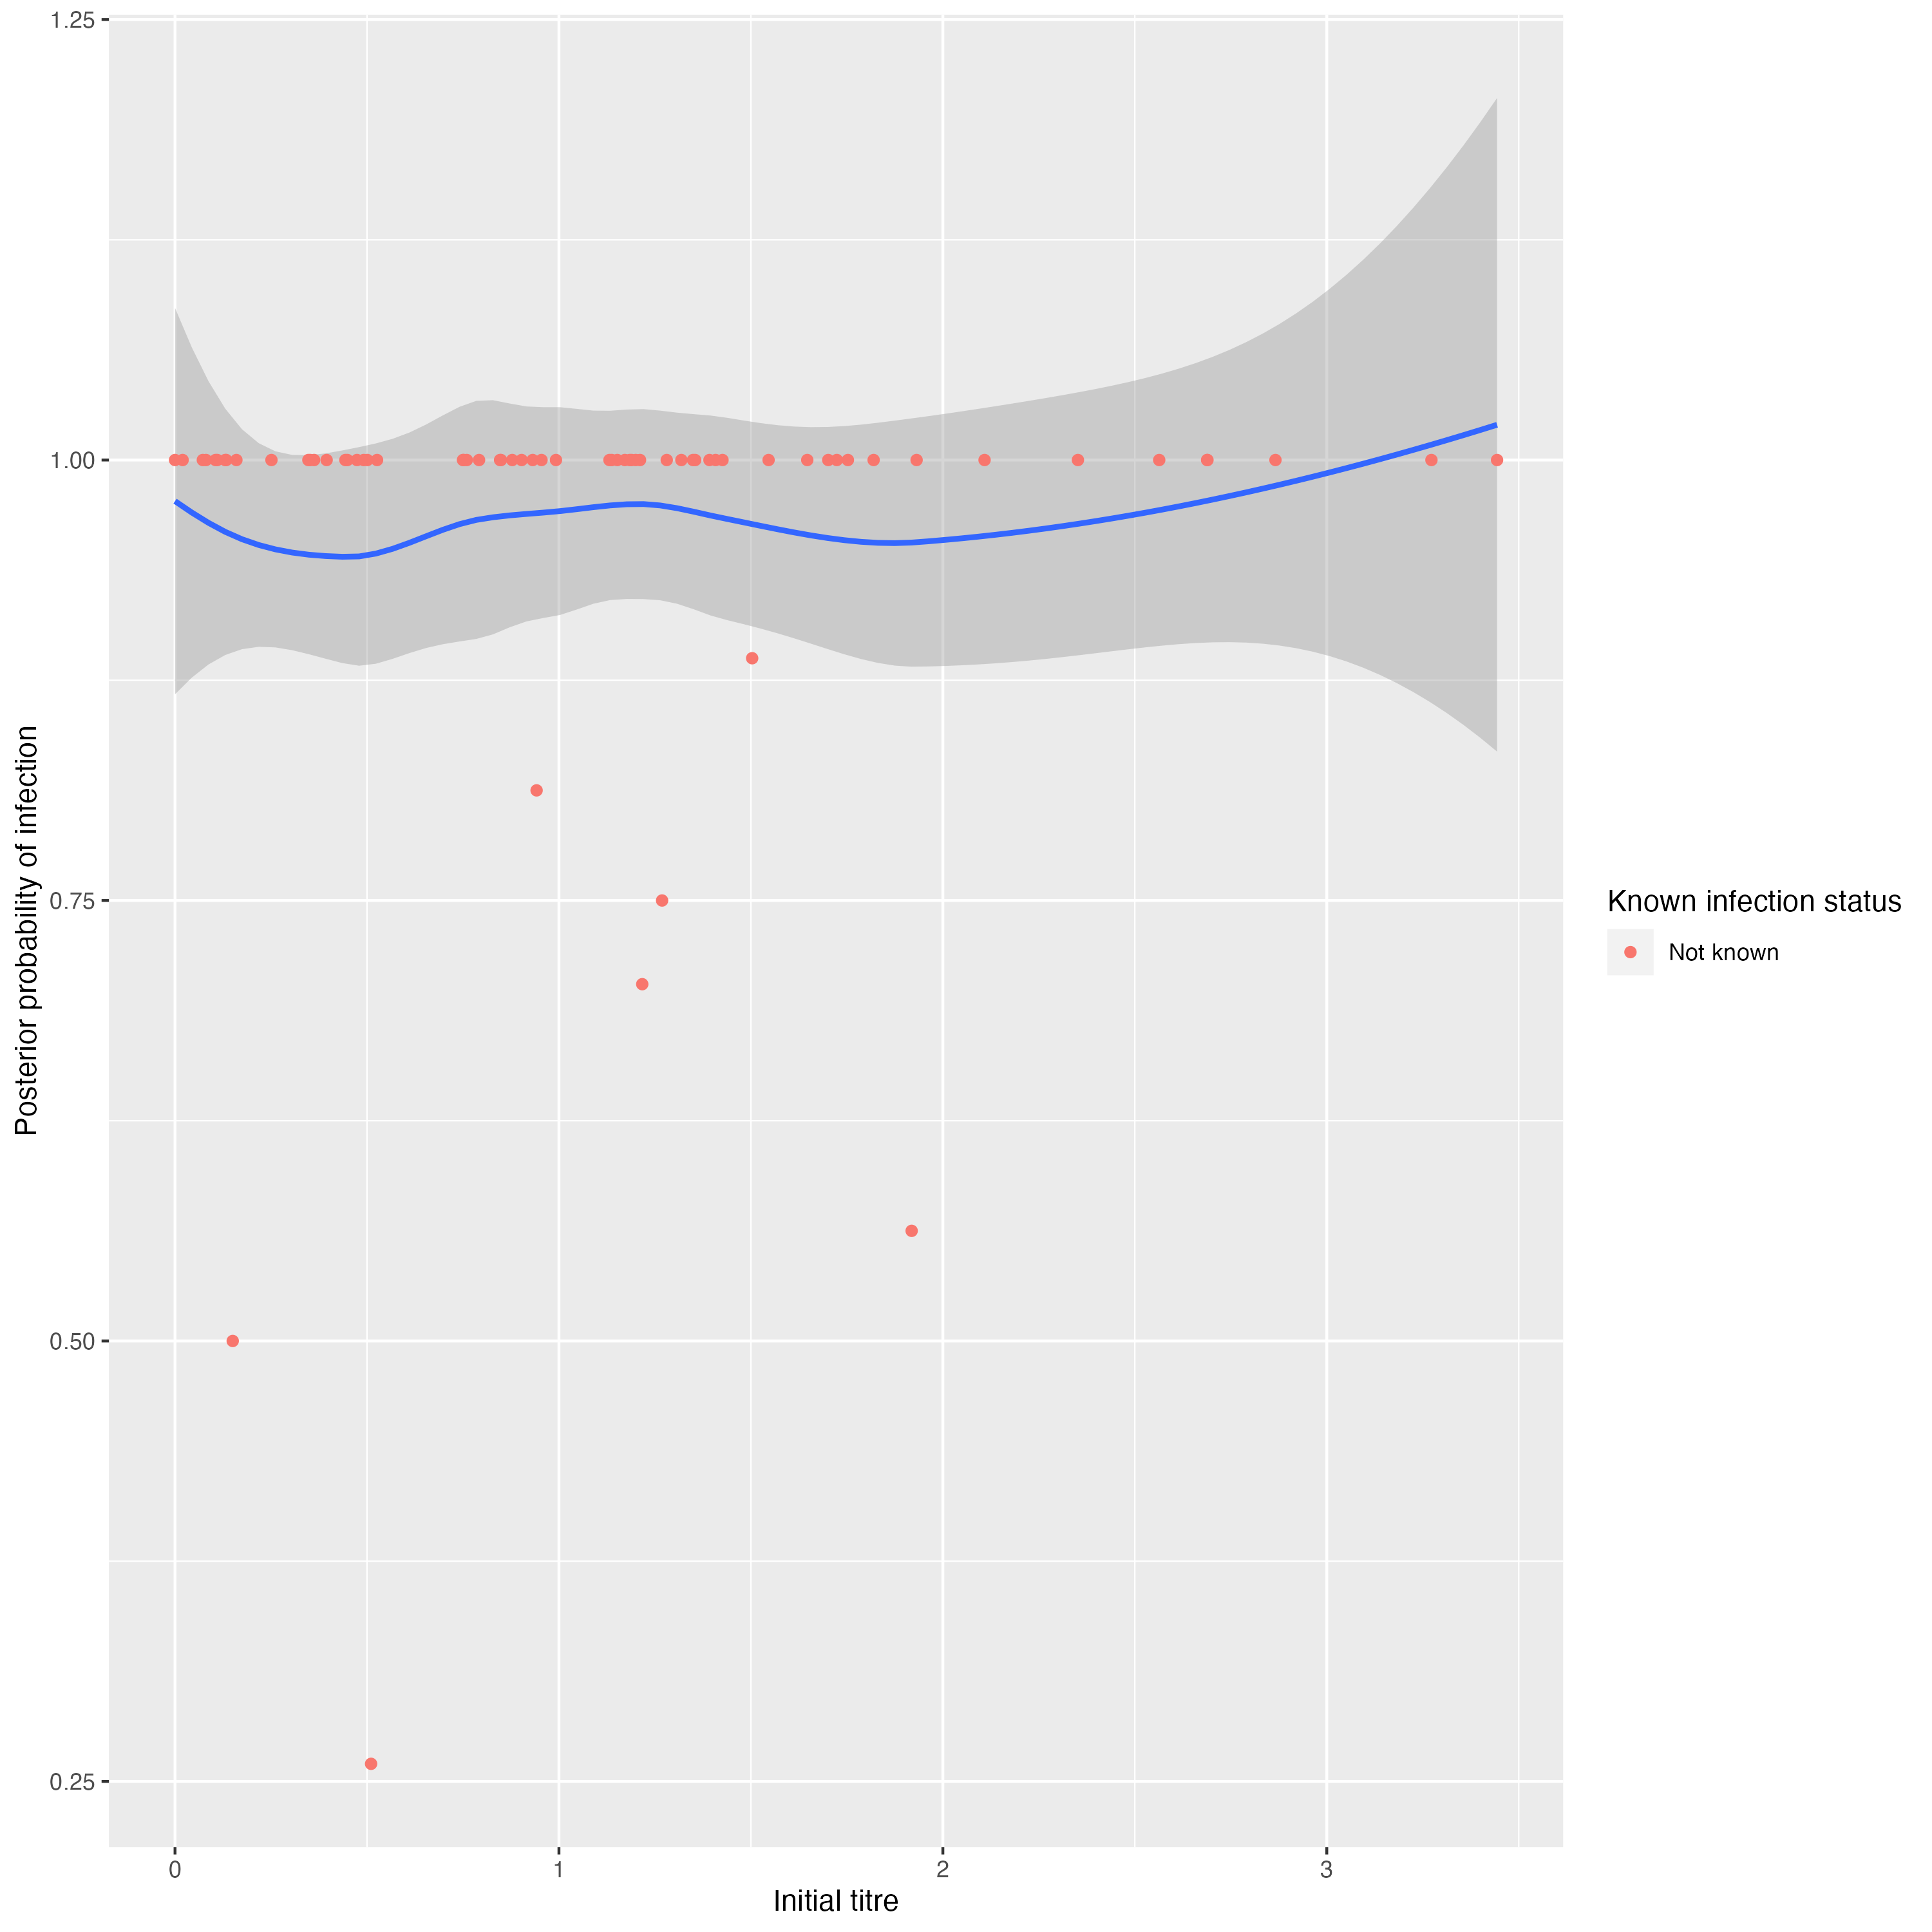 1.25
1.00
0.75
0.50
0.25
Posterior probability of infection
0
1
2
3
Initial titre
Known infection status
Not known